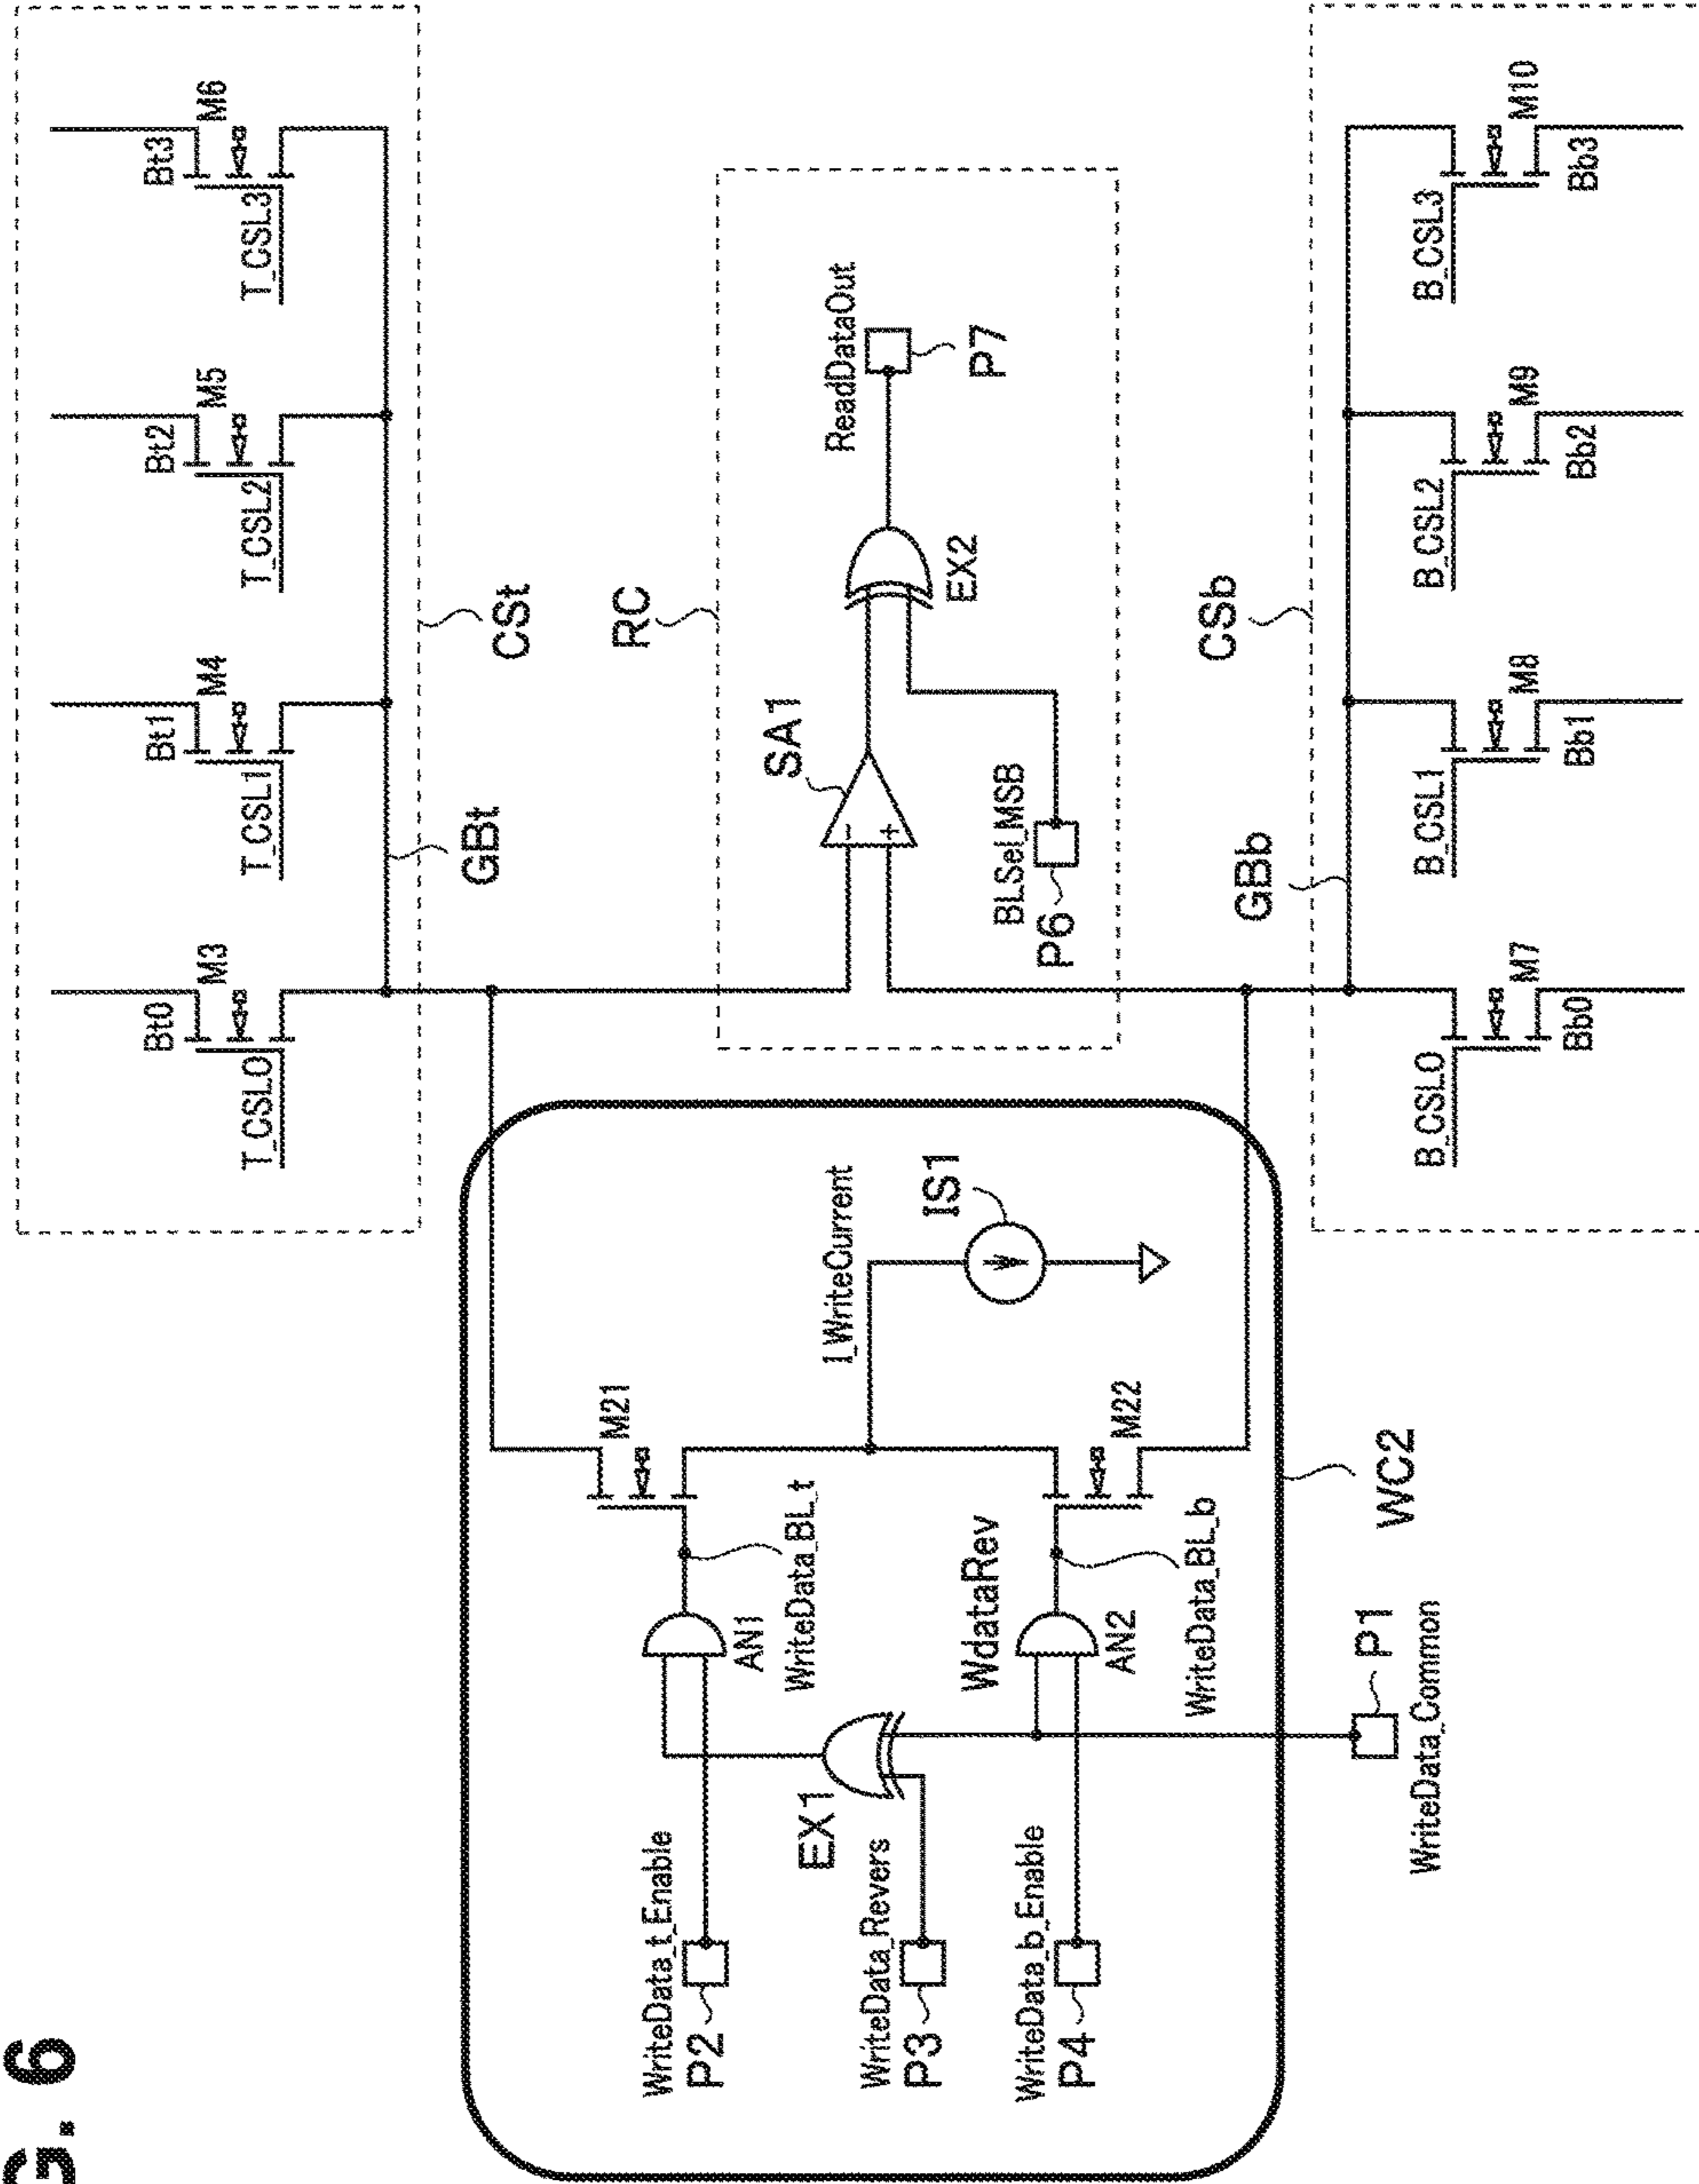 G. 6
Bt0
M3
T_CSL0
Bt1
M4
T_CSL1
Bt2
M5
T_CSL2
Bt3
M6
T_CSL3
GBt
CSt
RC
SA1
-
+
EX2
ReadDataOut
P7
BLSel_MSB
P6
WriteData_t_Enable
P2
AN1
WriteData_BL_t
M21
EX1
WriteData_Revers
P3
I_WriteCurrent
IS1
WdataRev
WriteData_b_Enable
P4
AN2
WriteData_BL_b
M22
WC2
P1
WriteData_Common
GBb
CSb
B_CSL0
M7
Bb0
B_CSL1
M8
Bb1
B_CSL2
M9
Bb2
B_CSL3
M10
Bb3